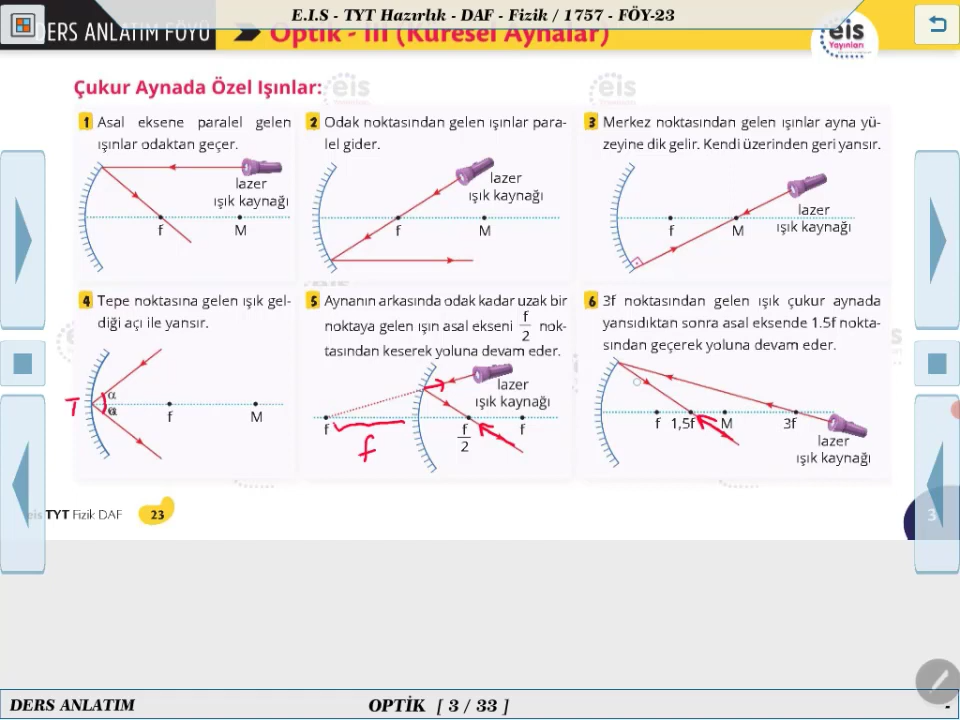 E.I.S - TYT Hazırlık - DAF - Fizik / 1757 - FÖY-23
DERS ANLATIM FÖYÜ
Optik - III (Küresel Aynalar)
eis
Yayınları
Çukur Aynada Özel Işınlar:
eis
eis
1 Asal eksene paralel gelen
ışınlar odaktan geçer.
lazer
ışık kaynağı
f
M
2 Odak noktasından gelen ışınlar para-
lel gider.
lazer
ışık kaynağı
f
M
3 Merkez noktasından gelen ışınlar ayna yü-
zeyine dik gelir. Kendi üzerinden geri yansır.
lazer
ışık kaynağı
f
M
4 Tepe noktasına gelen ışık gel-
diği açı ile yansır.
T
α
α
f
M
5 Aynanın arkasında odak kadar uzak bir
noktaya gelen ışın asal ekseni f/2 nok-
tasından keserek yoluna devam eder.
lazer
ışık kaynağı
f
f
f/2
f
6 3f noktasından gelen ışık çukur aynada
yansıdıktan sonra asal eksende 1.5f nokta-
sından geçerek yoluna devam eder.
f 1,5f M 3f
lazer
ışık kaynağı
eis TYT Fizik DAF 23
3
DERS ANLATIM
OPTİK [ 3 / 33 ]
-